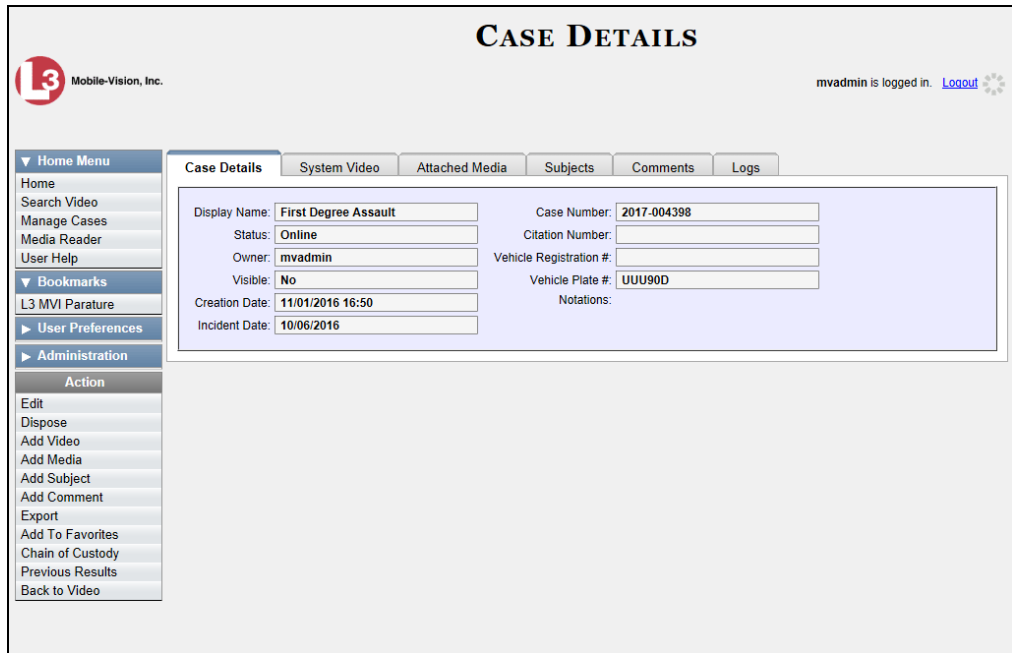 CASE DETAILS
L3 Mobile-Vision, Inc.
mvadmin is logged in. Logout
▼ Home Menu
Home
Search Video
Manage Cases
Media Reader
User Help
▼ Bookmarks
L3 MVI Parature
▶ User Preferences
▶ Administration
Action
Edit
Dispose
Add Video
Add Media
Add Subject
Add Comment
Export
Add To Favorites
Chain of Custody
Previous Results
Back to Video
Case Details System Video Attached Media Subjects Comments Logs
Display Name: First Degree Assault Case Number: 2017-004398
Status: Online Citation Number:
Owner: mvadmin Vehicle Registration #:
Visible: No Vehicle Plate #: UUU90D
Creation Date: 11/01/2016 16:50 Notations:
Incident Date: 10/06/2016